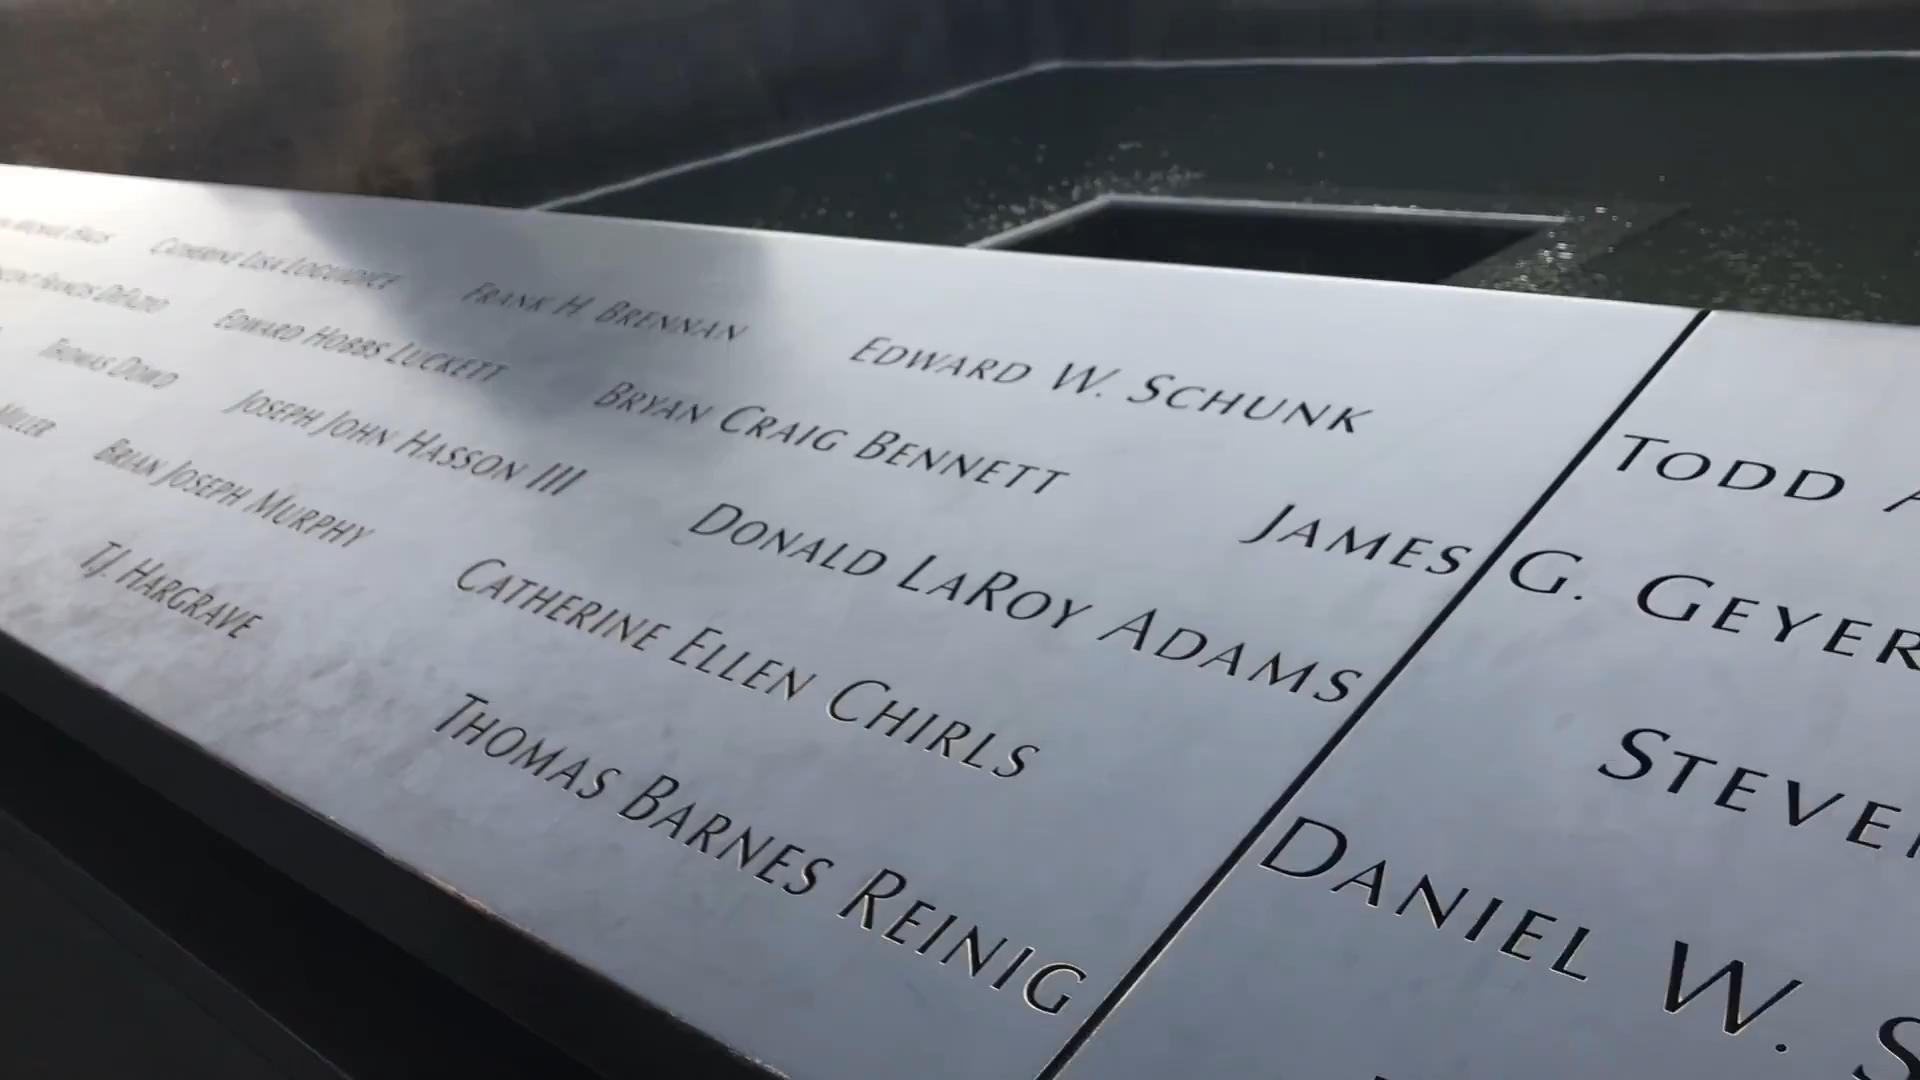 CATHERINE LISA LOGUIDICE FRANK H BRENNAN EDWARD W. SCHUNK
EDWARD HOBBS LUCKETT BRYAN CRAIG BENNETT TODD
THOMAS DOWD JOSEPH JOHN HASSON III DONALD LAROY ADAMS JAMES G. GEYER
MILLER BRIAN JOSEPH MURPHY CATHERINE ELLEN CHIRLS STEVE
T.J. HARGRAVE THOMAS BARNES REINIG DANIEL W. S